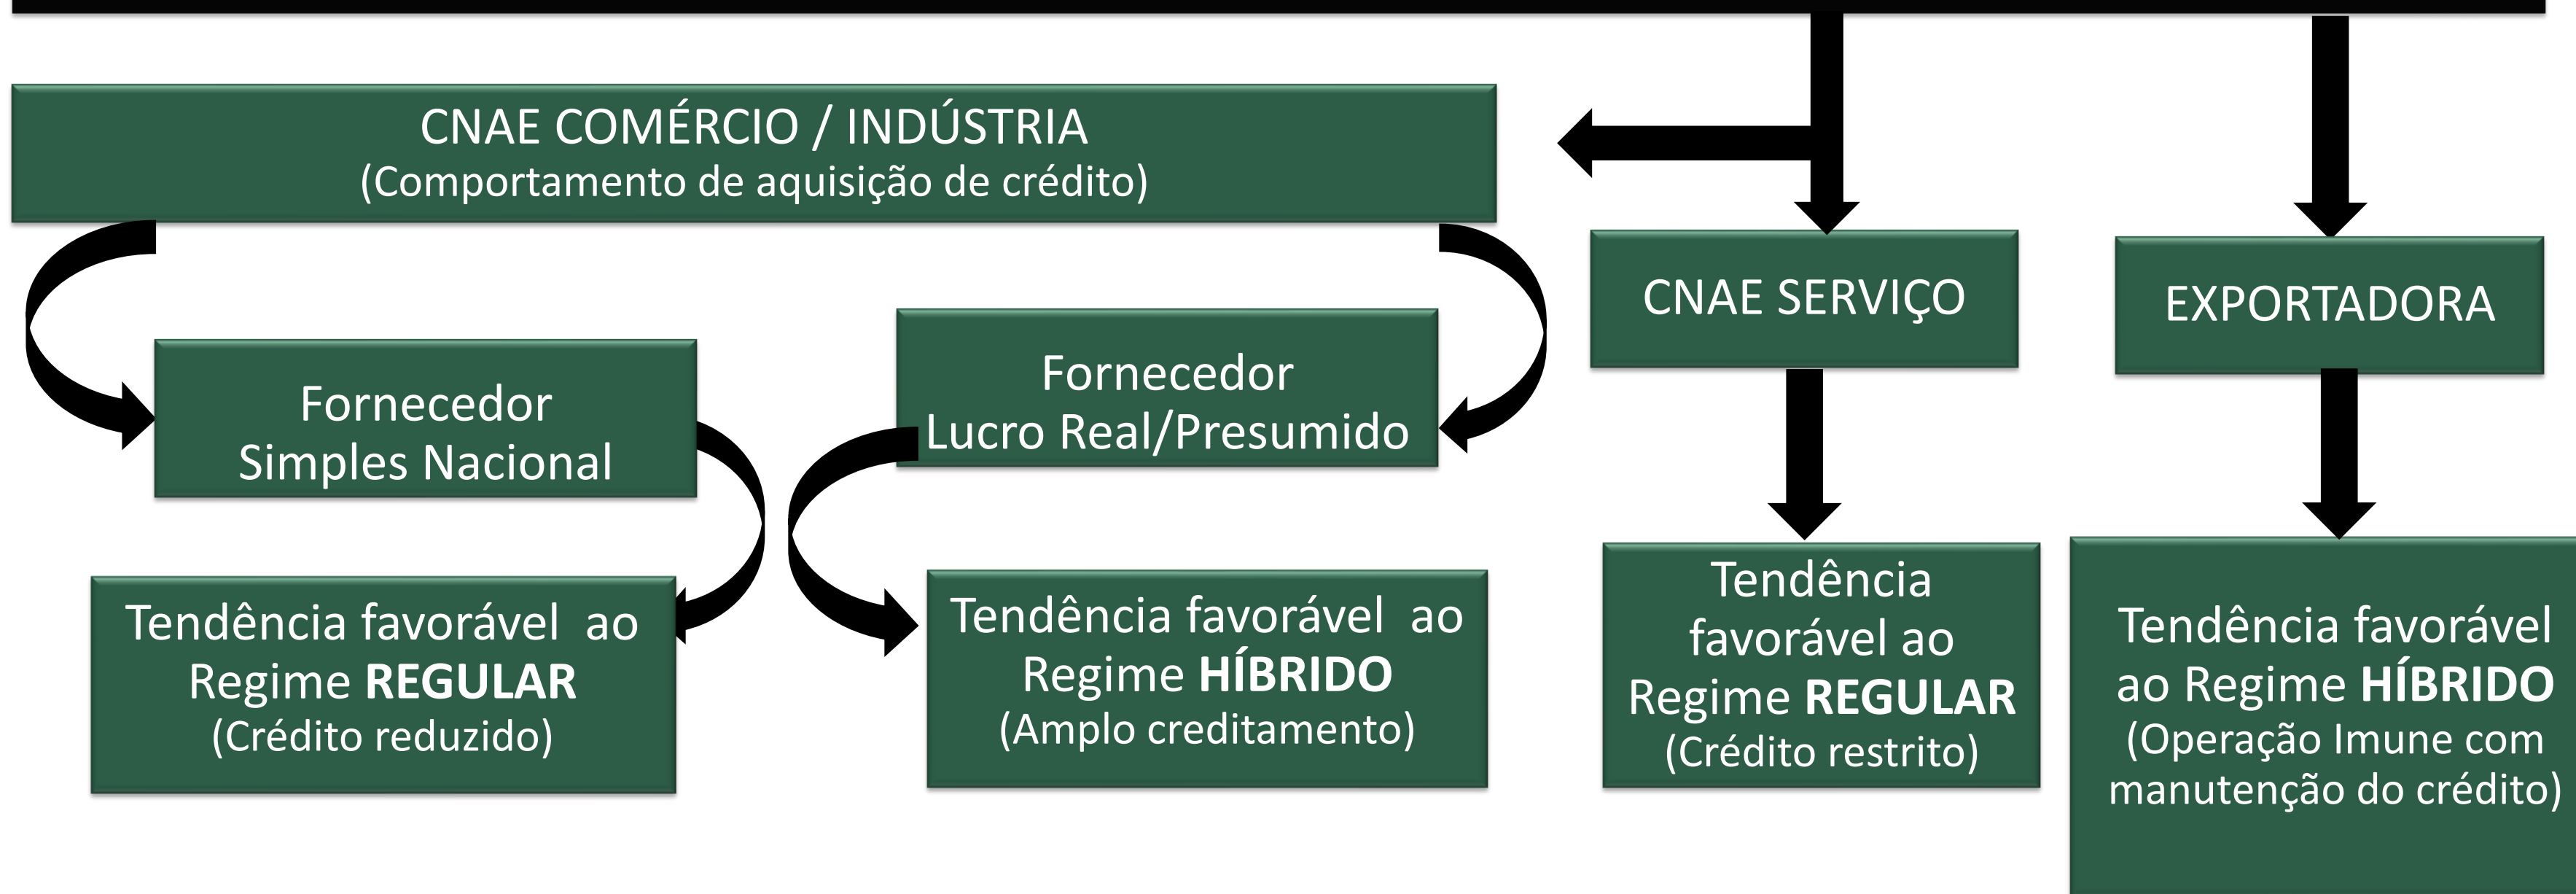 CNAE COMÉRCIO / INDÚSTRIA
(Comportamento de aquisição de crédito)
CNAE SERVIÇO
EXPORTADORA
Fornecedor
Simples Nacional
Fornecedor
Lucro Real/Presumido
Tendência favorável  ao
Regime REGULAR
(Crédito reduzido)
Tendência favorável  ao
Regime HÍBRIDO
(Amplo creditamento)
Tendência
favorável ao
Regime REGULAR
(Crédito restrito)
Tendência favorável
ao Regime HÍBRIDO
(Operação Imune com
manutenção do crédito)